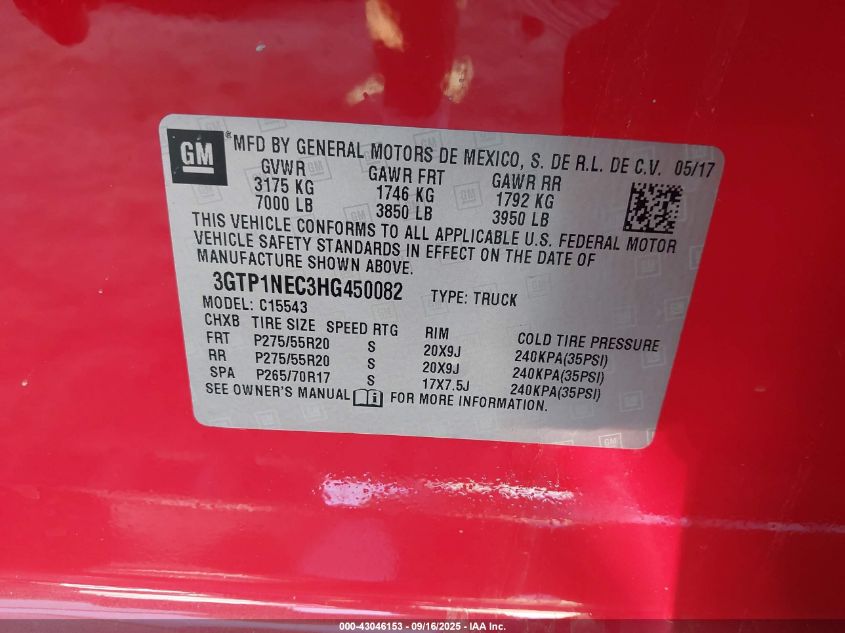 GM ® MFD BY GENERAL MOTORS DE MEXICO, S. DE R.L. DE C.V. 05/17
GVWR GAWR FRT GAWR RR
3175 KG 1746 KG 1792 KG
7000 LB 3850 LB 3950 LB
THIS VEHICLE CONFORMS TO ALL APPLICABLE U.S. FEDERAL MOTOR
VEHICLE SAFETY STANDARDS IN EFFECT ON THE DATE OF
MANUFACTURE SHOWN ABOVE.
3GTP1NEC3HG450082 TYPE: TRUCK
MODEL: C15543
CHXB TIRE SIZE SPEED RTG RIM COLD TIRE PRESSURE
FRT P275/55R20 S 20X9J 240KPA(35PSI)
RR P275/55R20 S 20X9J 240KPA(35PSI)
SPA P265/70R17 S 17X7.5J 240KPA(35PSI)
SEE OWNER'S MANUAL FOR MORE INFORMATION.
000-43046153 - 09/16/2025 - IAA Inc.